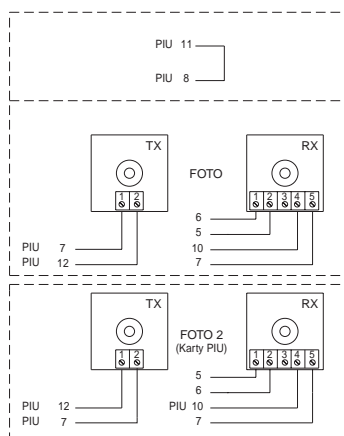 PIU 11
PIU 8
TX
RX
FOTO
1 2
1 2 3 4 5
6
5
PIU 7
10
PIU 12
7
TX
RX
FOTO 2
(Karty PIU)
1 2
1 2 3 4 5
5
6
PIU 12
PIU 10
PIU 7
7